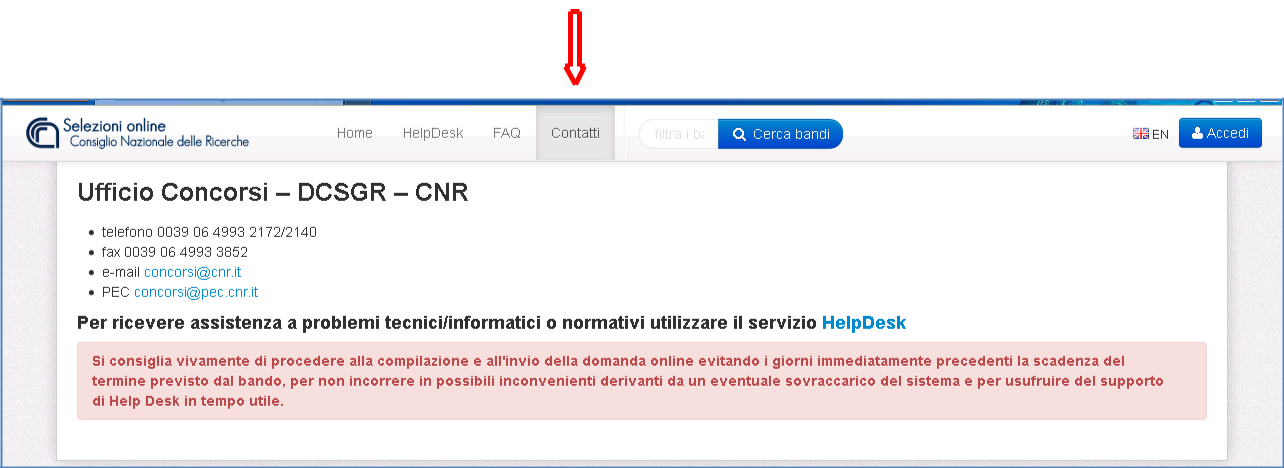 Selezioni online
Consiglio Nazionale delle Ricerche
Home HelpDesk FAQ Contatti filtra i ba Cerca bandi EN Accedi
Ufficio Concorsi – DCSGR – CNR
• telefono 0039 06 4993 2172/2140
• fax 0039 06 4993 3852
• e-mail concorsi@cnr.it
• PEC concorsi@pec.cnr.it
Per ricevere assistenza a problemi tecnici/informatici o normativi utilizzare il servizio HelpDesk
Si consiglia vivamente di procedere alla compilazione e all'invio della domanda online evitando i giorni immediatamente precedenti la scadenza del
termine previsto dal bando, per non incorrere in possibili inconvenienti derivanti da un eventuale sovraccarico del sistema e per usufruire del supporto
di Help Desk in tempo utile.